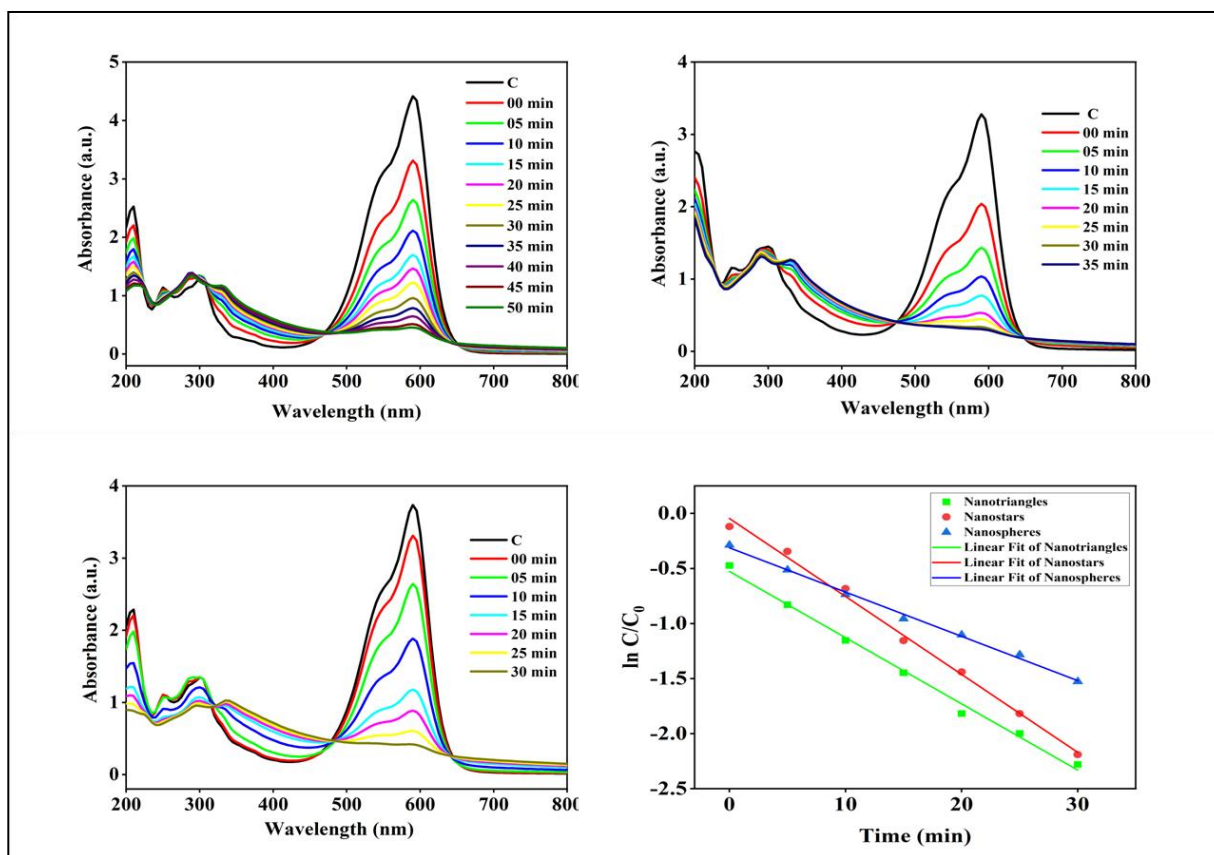 5
4
3
2
1
0
Absorbance (a.u.)
C
00 min
05 min
10 min
15 min
20 min
25 min
30 min
35 min
40 min
45 min
50 min
200 300 400 500 600 700 800
Wavelength (nm)
4
3
2
1
0
Absorbance (a.u.)
C
00 min
05 min
10 min
15 min
20 min
25 min
30 min
35 min
200 300 400 500 600 700 800
Wavelength (nm)
4
3
2
1
0
Absorbance (a.u.)
C
00 min
05 min
10 min
15 min
20 min
25 min
30 min
200 300 400 500 600 700 800
Wavelength (nm)
0.0
-0.5
-1.0
-1.5
-2.0
-2.5
ln C/C₀
Nanotriangles
Nanostars
Nanospheres
Linear Fit of Nanotriangles
Linear Fit of Nanostars
Linear Fit of Nanospheres
0 10 20 30
Time (min)